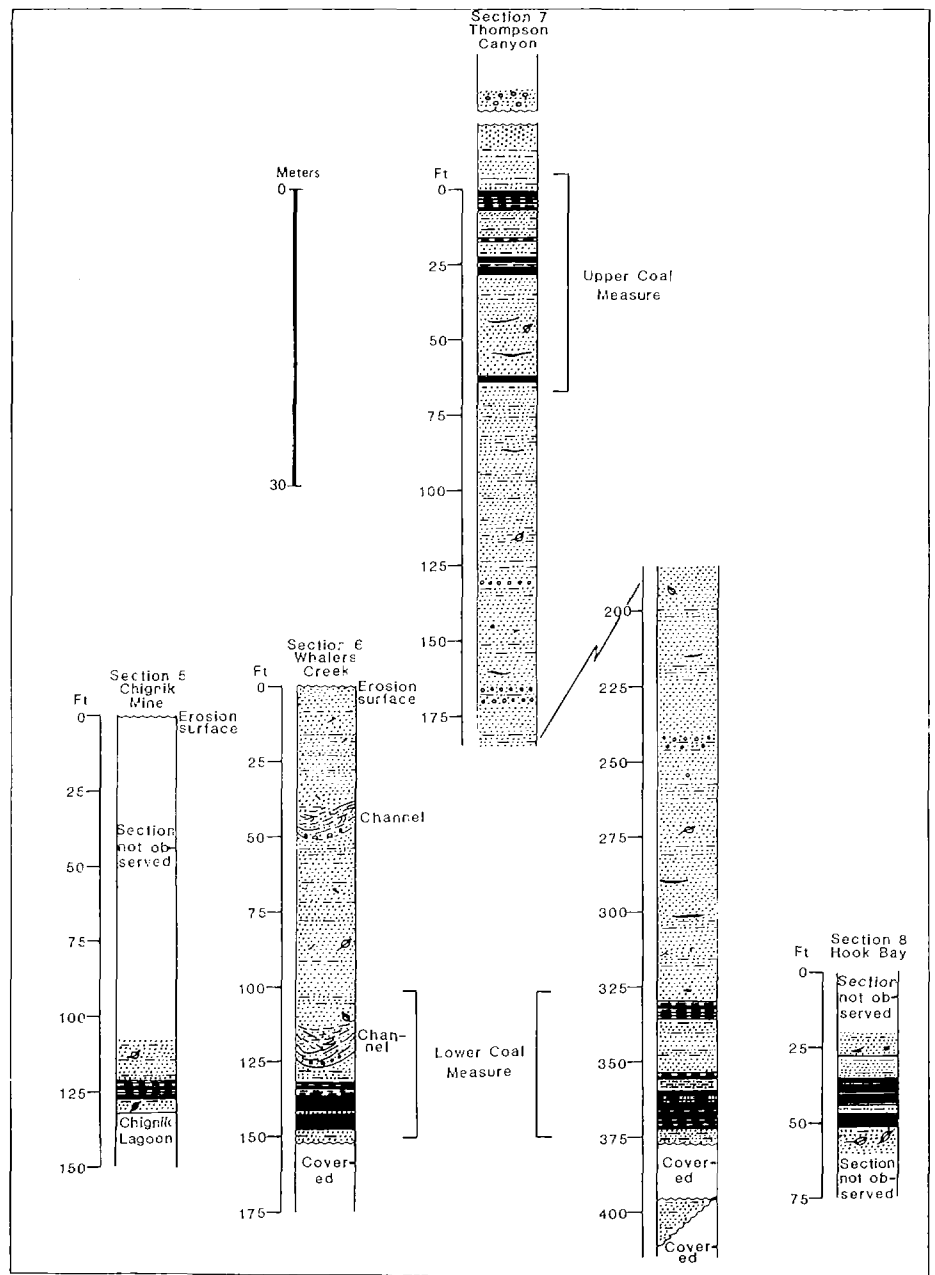 Section 7
Thompson
Canyon
Meters
0
30
Ft
0
25
50
75
100
125
150
175
Upper Coal
Measure
200
225
250
275
300
325
350
375
400
Cover-
ed
Cover-
ed
Section 5
Chignik
Mine
Ft
0
25
50
75
100
125
150
Erosion
surface
Section
not ob-
served
Chignik
Lagoon
Section 6
Whalers
Creek
Ft
0
25
50
75
100
125
150
175
Erosion
surface
Channel
Chan-
nel
Cover-
ed
Lower Coal
Measure
Section 8
Hook Bay
Ft
0
25
50
75
Section
not ob-
served
Section
not ob-
served